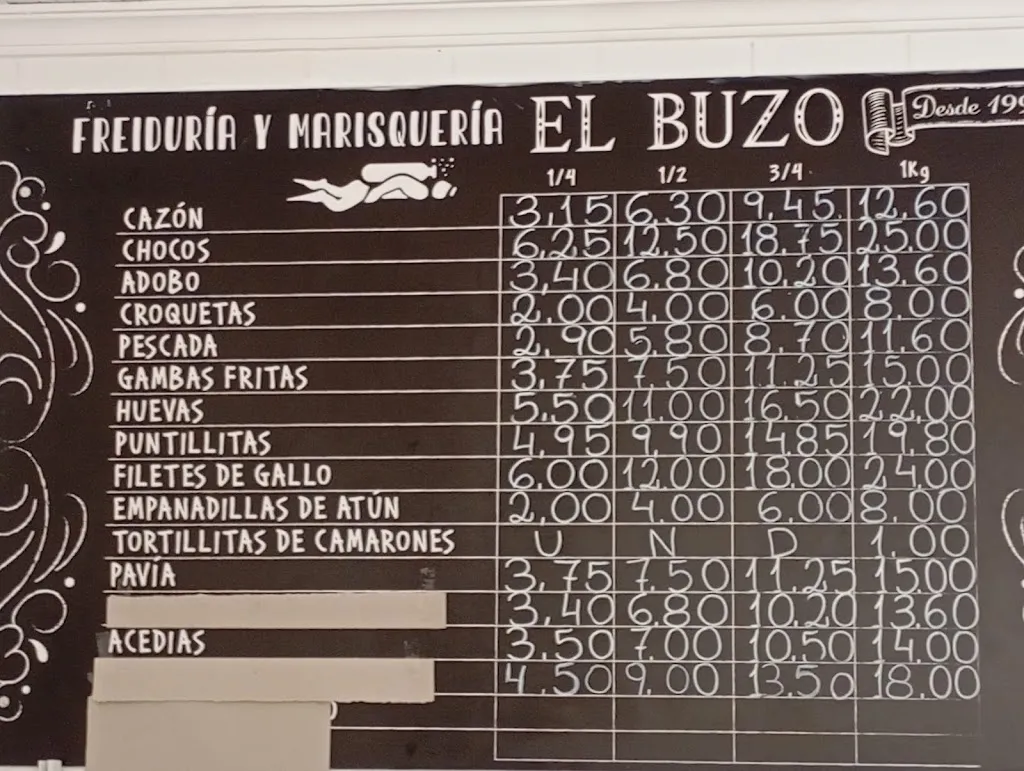 FREIDURÍA Y MARISQUERÍA EL BUZO Desde
1/4 1/2 3/4 1Kg
CAZÓN 3,15 6.30 9.45 12.60
CHOCOS 6,25 12.50 18.75 25.00
ADOBO 3,40 6.80 10.20 13.60
CROQUETAS 2.00 4.00 6.00 8.00
PESCADA 2.90 5.80 8.70 11.60
GAMBAS FRITAS 3.75 7.50 11.25 15.00
HUEVAS 5.50 11.00 16.50 22.00
PUNTILLITAS 4.95 9.90 14.85 19.80
FILETES DE GALLO 6.00 12.00 18.00 24.00
EMPANADILLAS DE ATÚN 2,00 4.00 6.00 8.00
TORTILLITAS DE CAMARONES U N D 1.00
PAVÍA 3.75 7.50 11.25 15.00
3.40 6.80 10.20 13.60
ACEDIAS 3.50 7.00 10.50 14.00
4.50 9.00 13.50 18.00